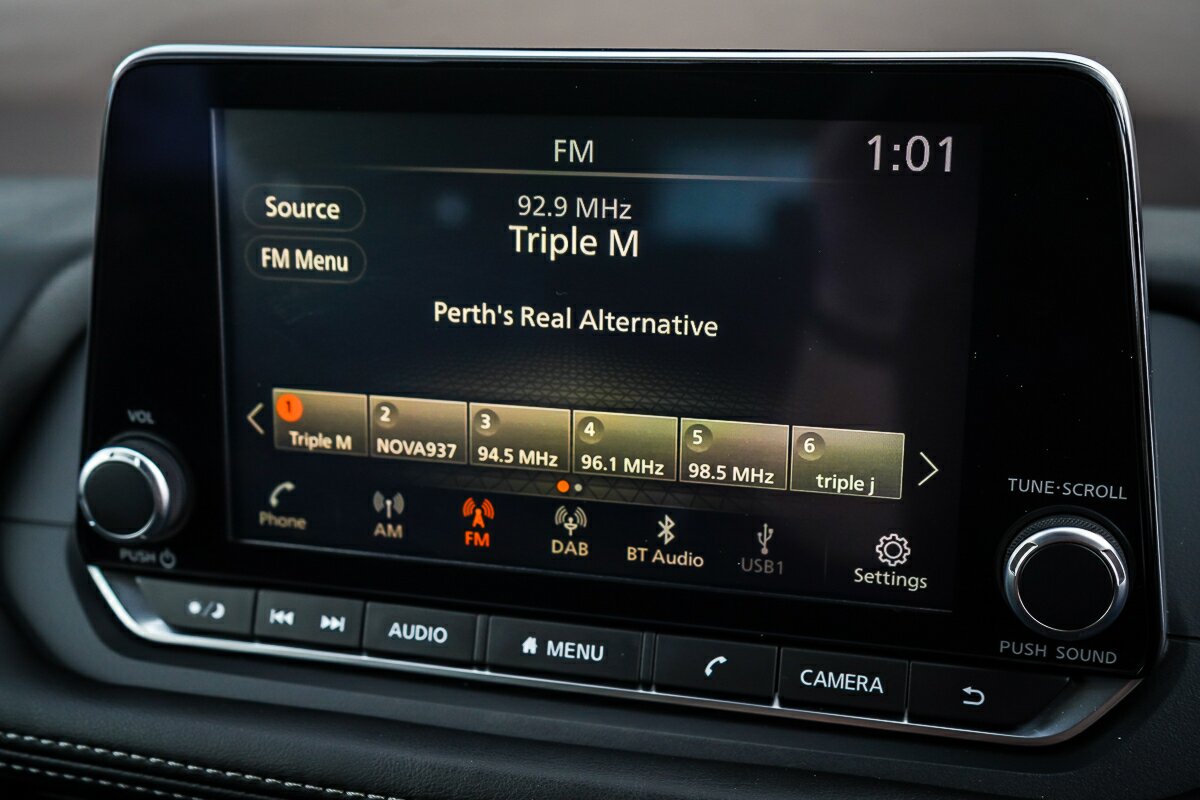 FM
1:01
Source
92.9 MHz
Triple M
FM Menu
Perth's Real Alternative
1
Triple M
2
NOVA937
3
94.5 MHz
4
96.1 MHz
5
98.5 MHz
6
triple j
Phone
AM
FM
DAB
BT Audio
USB1
Settings
VOL
PUSH
TUNE·SCROLL
PUSH SOUND
AUDIO
MENU
CAMERA